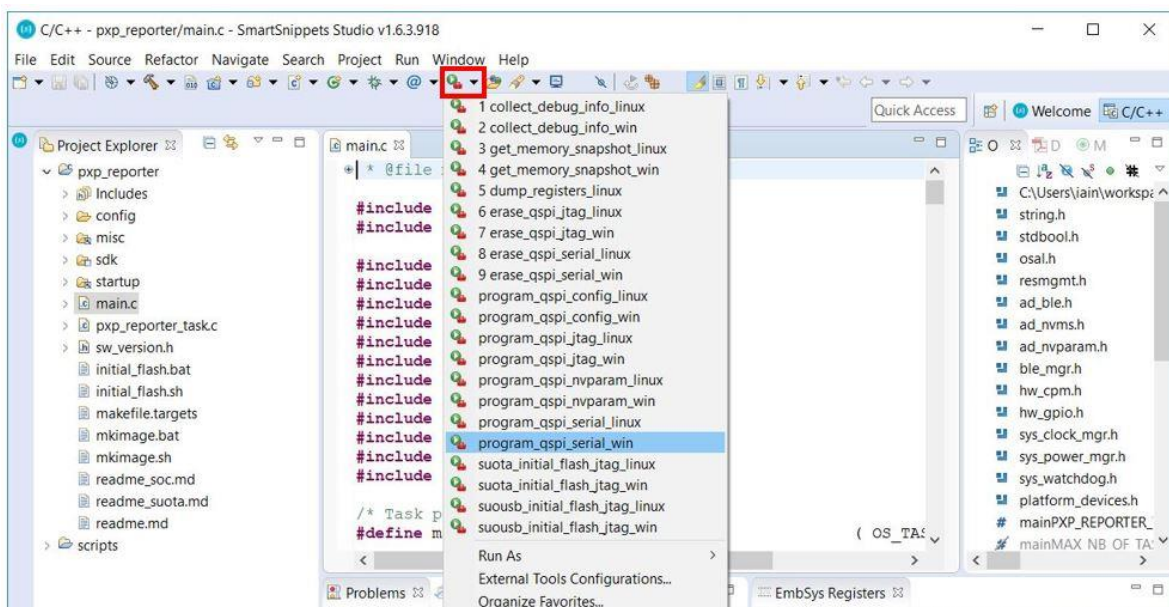 C/C++ - pxp_reporter/main.c - SmartSnippets Studio v1.6.3.918
File Edit Source Refactor Navigate Search Project Run Window Help
Quick Access
Welcome C/C++
Project Explorer
pxp_reporter
Includes
config
misc
sdk
startup
main.c
pxp_reporter_task.c
sw_version.h
initial_flash.bat
initial_flash.sh
makefile.targets
mkimage.bat
mkimage.sh
readme_soc.md
readme_suota.md
readme.md
scripts
main.c
* @file
#include
#include
#include
#include
#include
#include
#include
#include
#include
#include
#include
#include
#include
#include
/* Task p
#define m ( OS_TAS
1 collect_debug_info_linux
2 collect_debug_info_win
3 get_memory_snapshot_linux
4 get_memory_snapshot_win
5 dump_registers_linux
6 erase_qspi_jtag_linux
7 erase_qspi_jtag_win
8 erase_qspi_serial_linux
9 erase_qspi_serial_win
program_qspi_config_linux
program_qspi_config_win
program_qspi_jtag_linux
program_qspi_jtag_win
program_qspi_nvparam_linux
program_qspi_nvparam_win
program_qspi_serial_linux
program_qspi_serial_win
suota_initial_flash_jtag_linux
suota_initial_flash_jtag_win
suousb_initial_flash_jtag_linux
suousb_initial_flash_jtag_win
Run As
External Tools Configurations...
Organize Favorites...
O D M
C:\Users\iain\workspa
string.h
stdbool.h
osal.h
resmgmt.h
ad_ble.h
ad_nvms.h
ad_nvparam.h
ble_mgr.h
hw_cpm.h
hw_gpio.h
sys_clock_mgr.h
sys_power_mgr.h
sys_watchdog.h
platform_devices.h
# mainPXP_REPORTER_
# mainMAX NB OF TA
Problems
EmbSys Registers